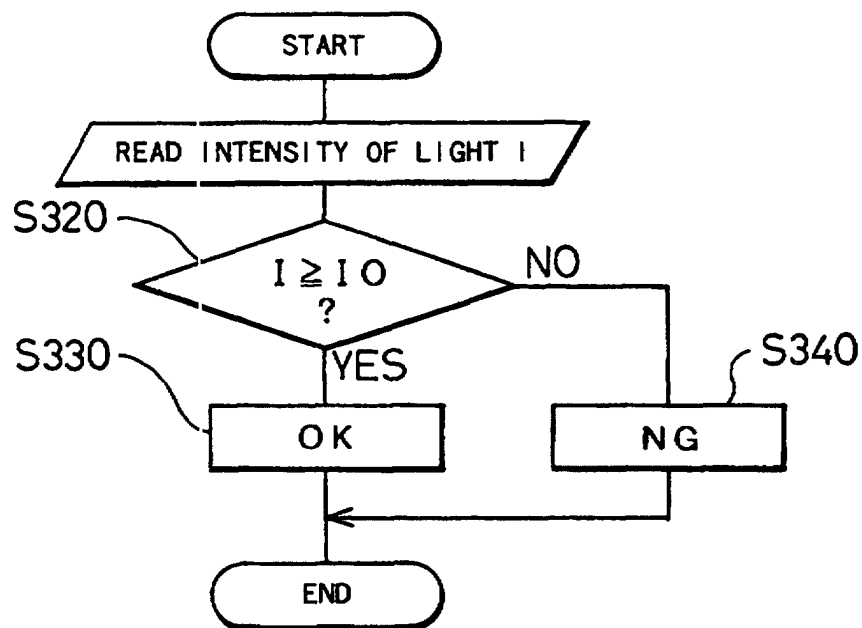 START
READ INTENSITY OF LIGHT I
S320
I ≧ I O
?
NO
YES
S330
OK
S340
NG
END